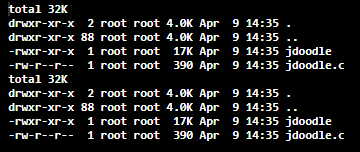 total 32K
drwxr-xr-x  2 root root 4.0K Apr  9 14:35 .
drwxr-xr-x 88 root root 4.0K Apr  9 14:35 ..
-rwxr-xr-x  1 root root  17K Apr  9 14:35 jdoodle
-rw-r--r--  1 root root  390 Apr  9 14:35 jdoodle.c
total 32K
drwxr-xr-x  2 root root 4.0K Apr  9 14:35 .
drwxr-xr-x 88 root root 4.0K Apr  9 14:35 ..
-rwxr-xr-x  1 root root  17K Apr  9 14:35 jdoodle
-rw-r--r--  1 root root  390 Apr  9 14:35 jdoodle.c